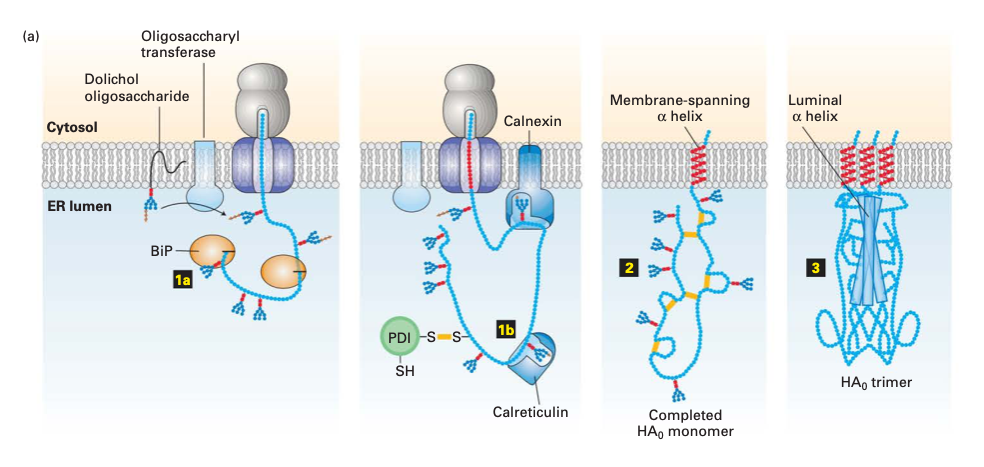 (a)
Oligosaccharyl
transferase
Dolichol
oligosaccharide
Cytosol
ER lumen
BiP
1a
Calnexin
PDI
S
S
SH
1b
Calreticulin
Membrane-spanning
α helix
2
Completed
HA₀ monomer
Luminal
α helix
3
HA₀ trimer